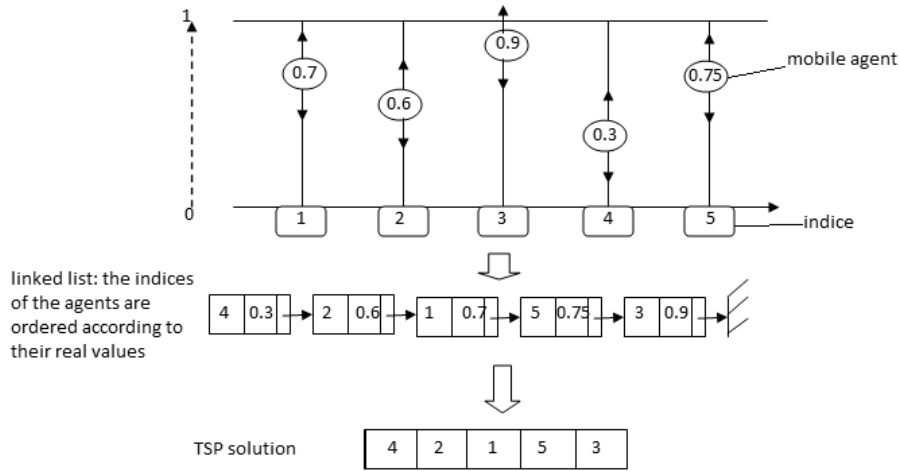 1
0.7
0.6
0.9
0.3
0.75
mobile agent
0
1
2
3
4
5
indice
linked list: the indices
of the agents are
ordered according to
their real values
4 0.3
2 0.6
1 0.7
5 0.75
3 0.9
TSP solution
4 2 1 5 3